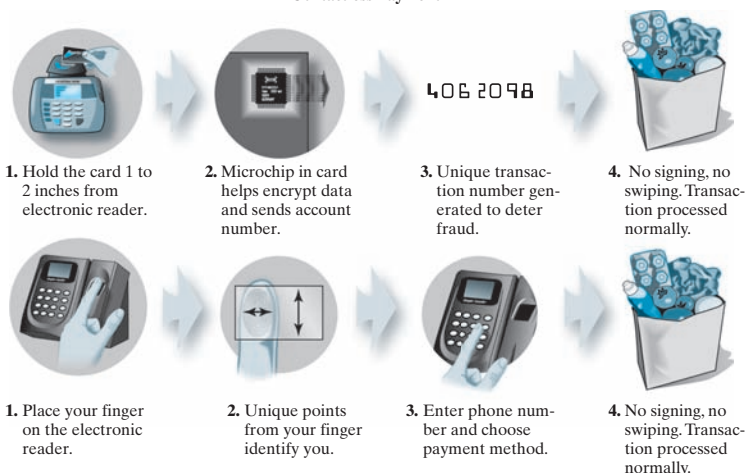 4062098
1. Hold the card 1 to
2 inches from
electronic reader.
2. Microchip in card
helps encrypt data
and sends account
number.
3. Unique transac-
tion number gen-
erated to deter
fraud.
4. No signing, no
swiping. Transac-
tion processed
normally.
1. Place your finger
on the electronic
reader.
2. Unique points
from your finger
identify you.
3. Enter phone num-
ber and choose
payment method.
4. No signing, no
swiping. Transac-
tion processed
normally.